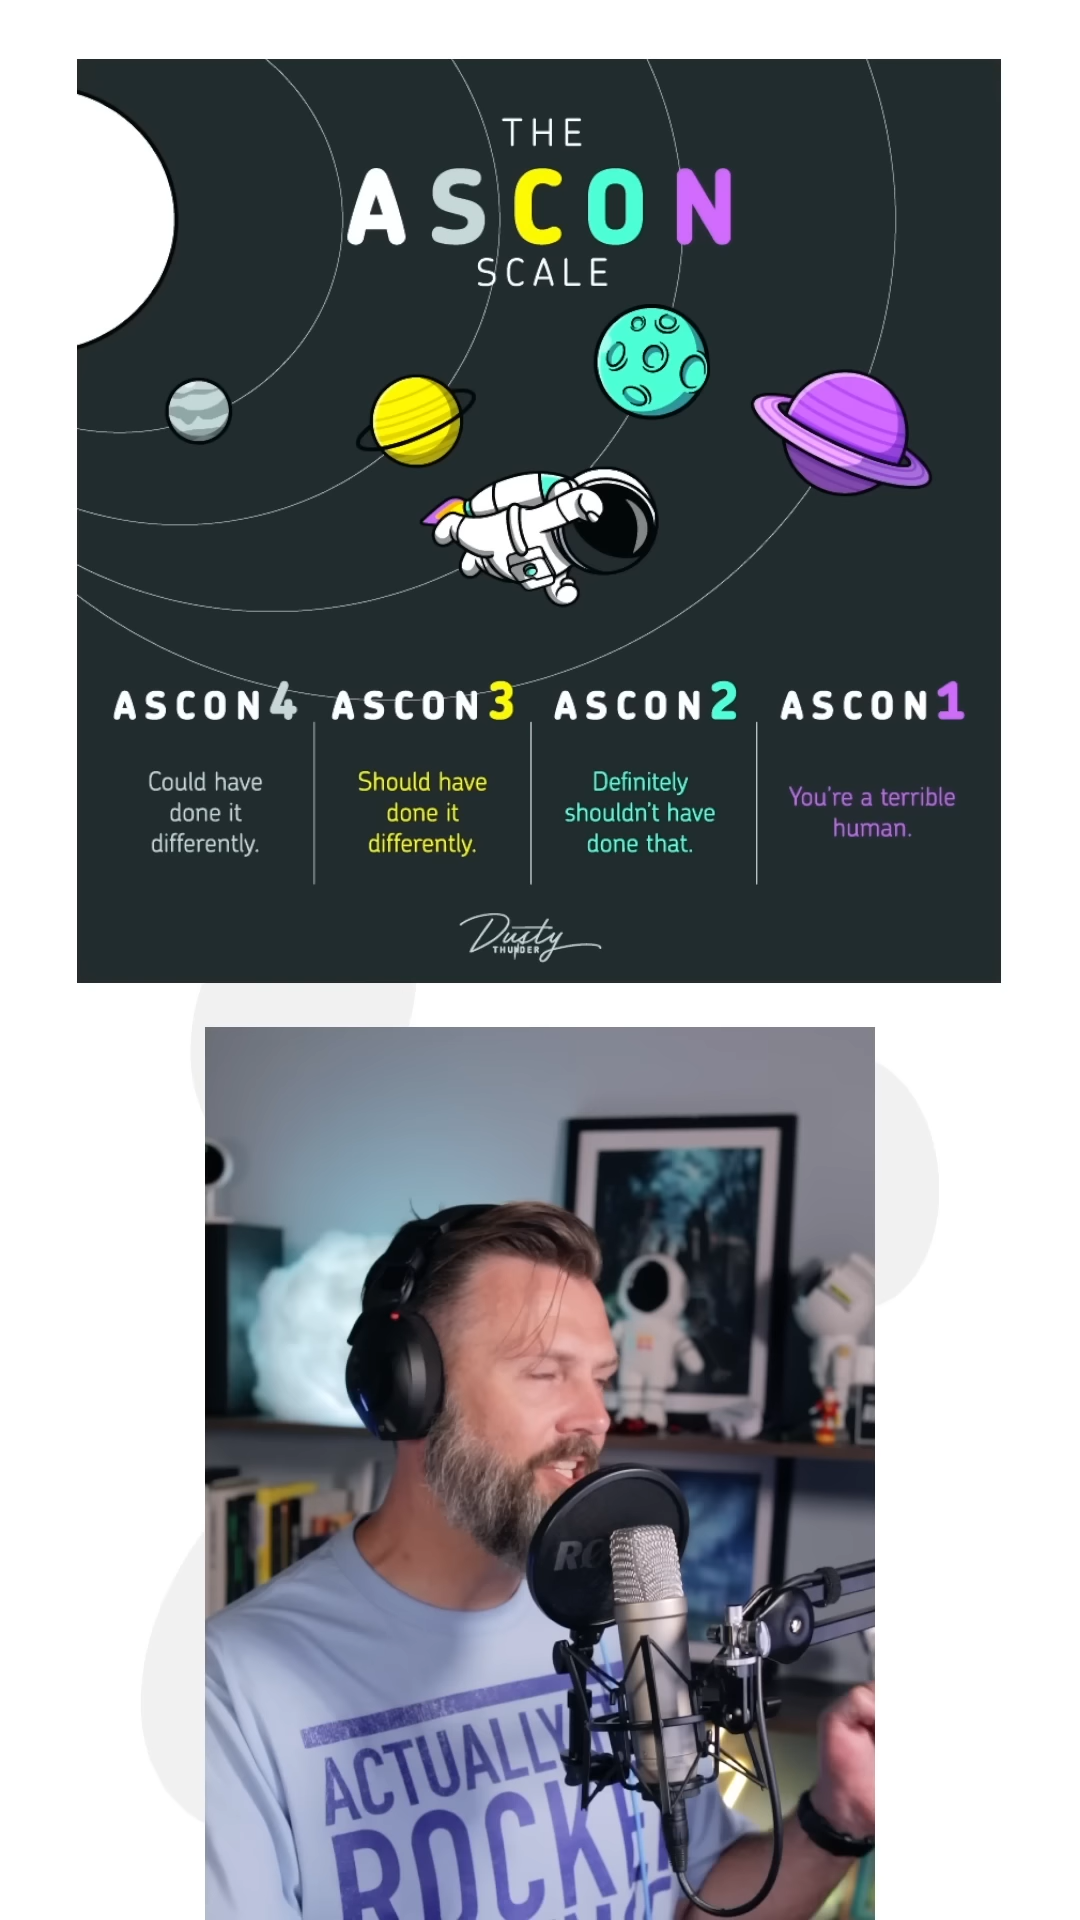 THE
ASCON
SCALE
ASCON4 ASCON3 ASCON2 ASCON1
Could have
done it
differently.
Should have
done it
differently.
Definitely
shouldn't have
done that.
You're a terrible
human.
Dusty
THUNDER
ACTUALLY
ROCKE